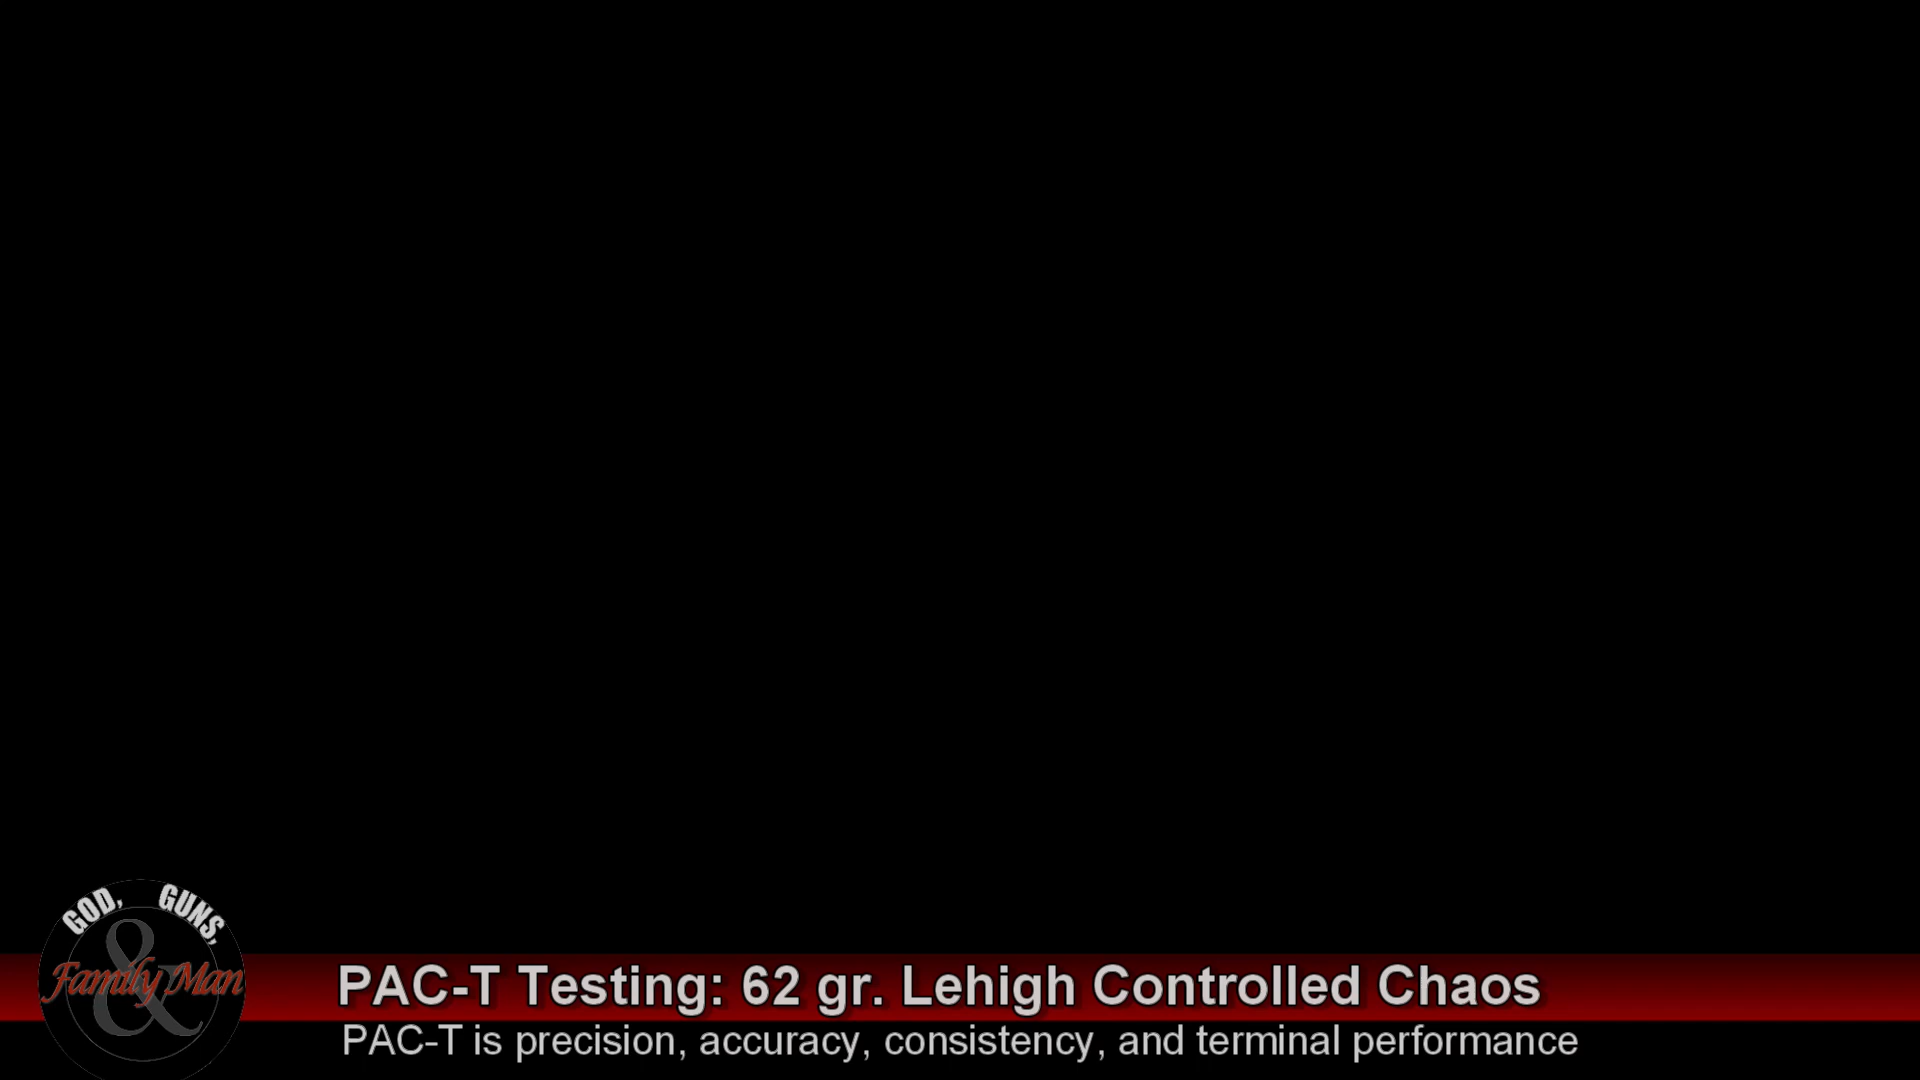 GOD, GUNS,
&
Family Man
PAC-T Testing: 62 gr. Lehigh Controlled Chaos
PAC-T is precision, accuracy, consistency, and terminal performance